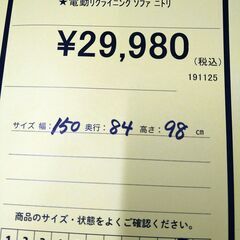 ★電動リクライニング ソファ ニトリ
¥29,980
(税込)
191125
サイズ 幅: 150 奥行: 84 高さ: 98 cm
商品のサイズ・状態をよくご確認ください。